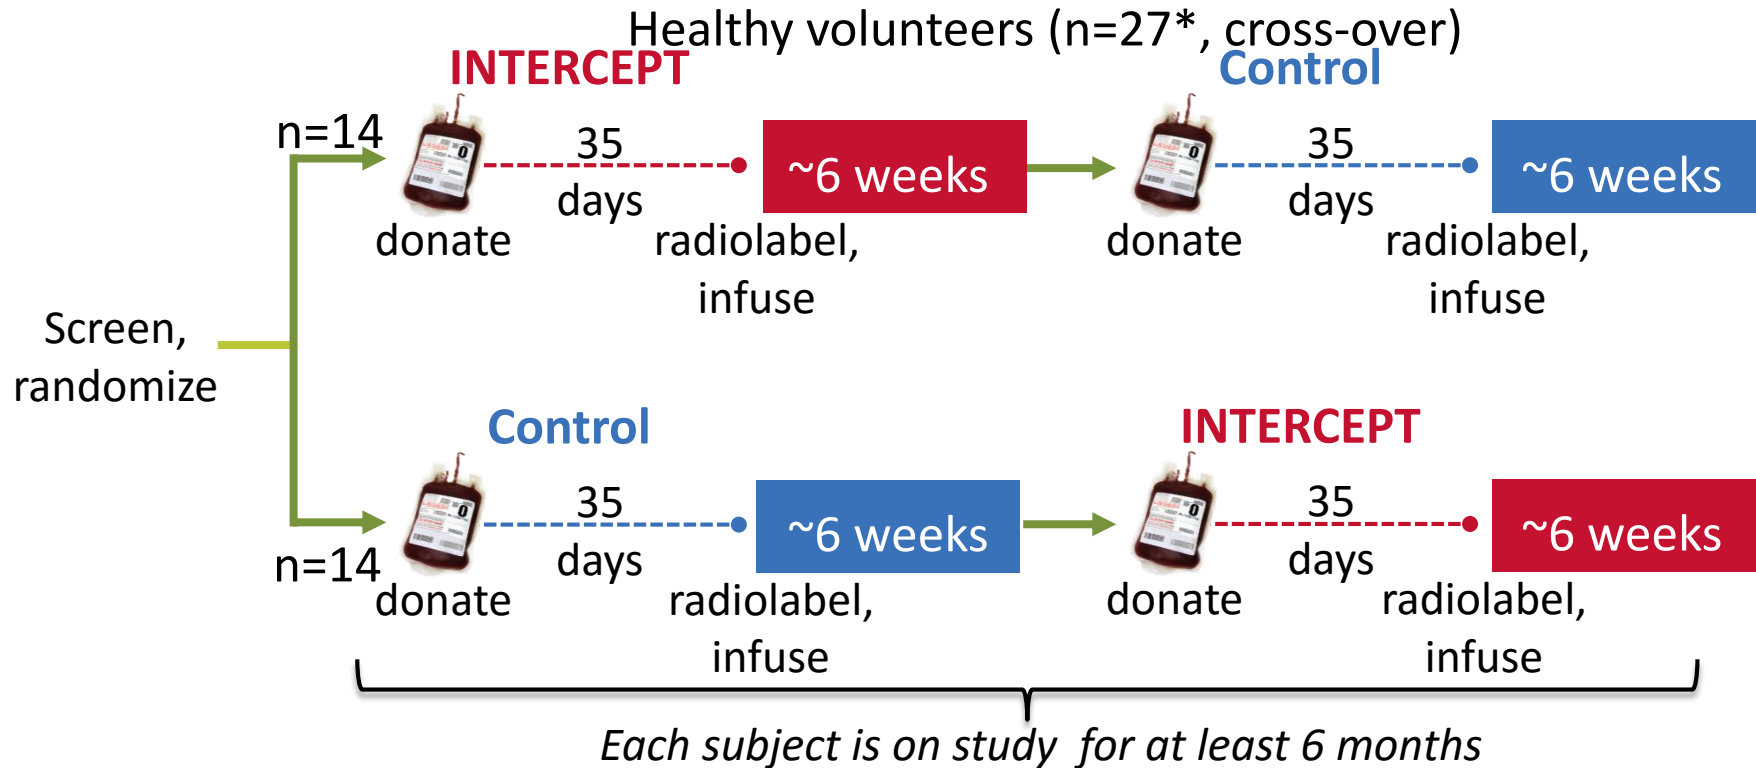 Healthy volunteers (n=27*, cross-over)
INTERCEPT
Control
n=14
35
days
~6 weeks
donate
radiolabel,
infuse
35
days
~6 weeks
donate
radiolabel,
infuse
Screen,
randomize
Control
INTERCEPT
n=14
35
days
~6 weeks
donate
radiolabel,
infuse
35
days
~6 weeks
donate
radiolabel,
infuse
Each subject is on study  for at least 6 months